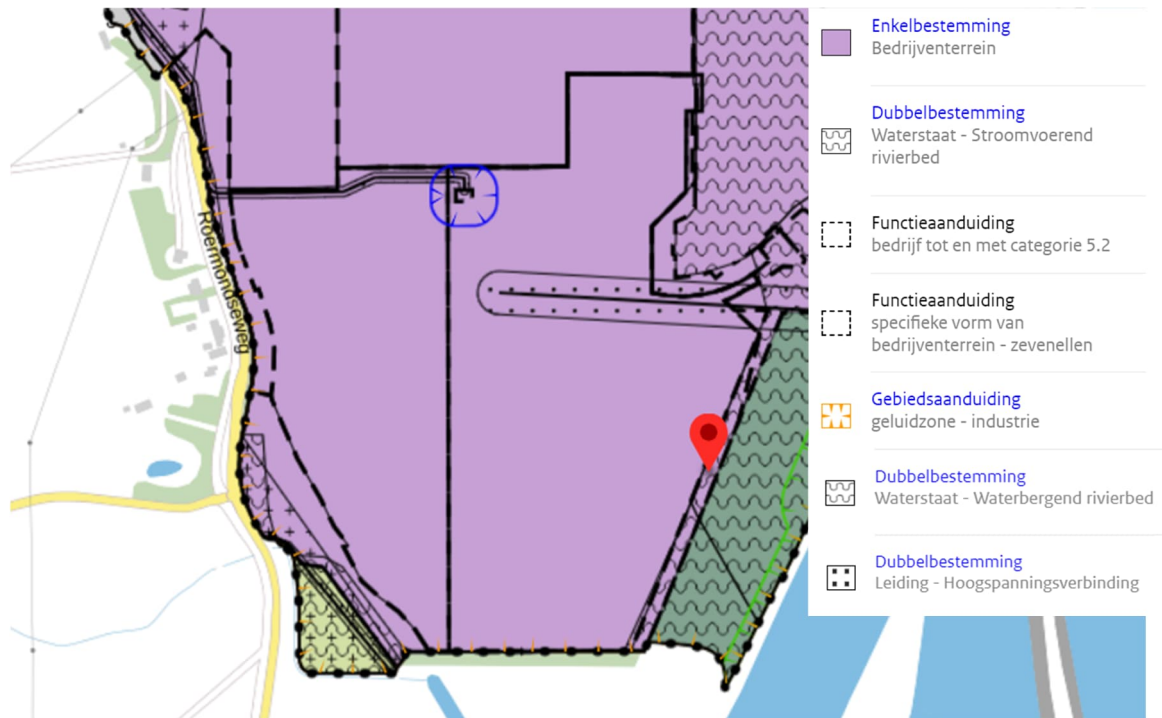 Enkelbestemming
Bedrijventerrein
Dubbelbestemming
Waterstaat - Stroomvoerend
rivierbed
Functieaanduiding
bedrijf tot en met categorie 5.2
Functieaanduiding
specifieke vorm van
bedrijventerrein - zevenellen
Gebiedsaanduiding
geluidzone - industrie
Dubbelbestemming
Waterstaat - Waterbergend rivierbed
Dubbelbestemming
Leiding - Hoogspanningsverbinding
Roermondseweg